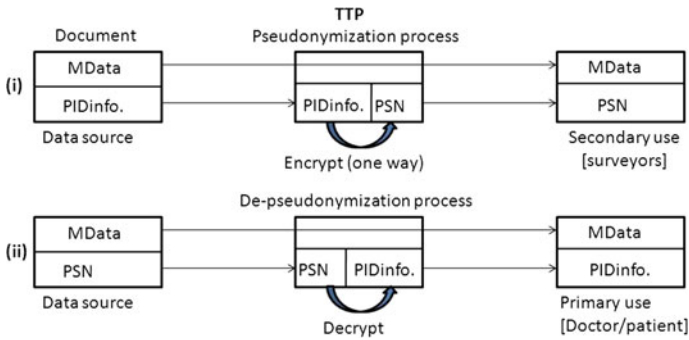 TTP
Document
Pseudonymization process
(i)
MData
MData
PIDinfo.
PIDinfo.
PSN
PSN
Data source
Encrypt (one way)
Secondary use
[surveyors]
De-pseudonymization process
(ii)
MData
MData
PSN
PSN
PIDinfo.
PIDinfo.
Data source
Decrypt
Primary use
[Doctor/patient]